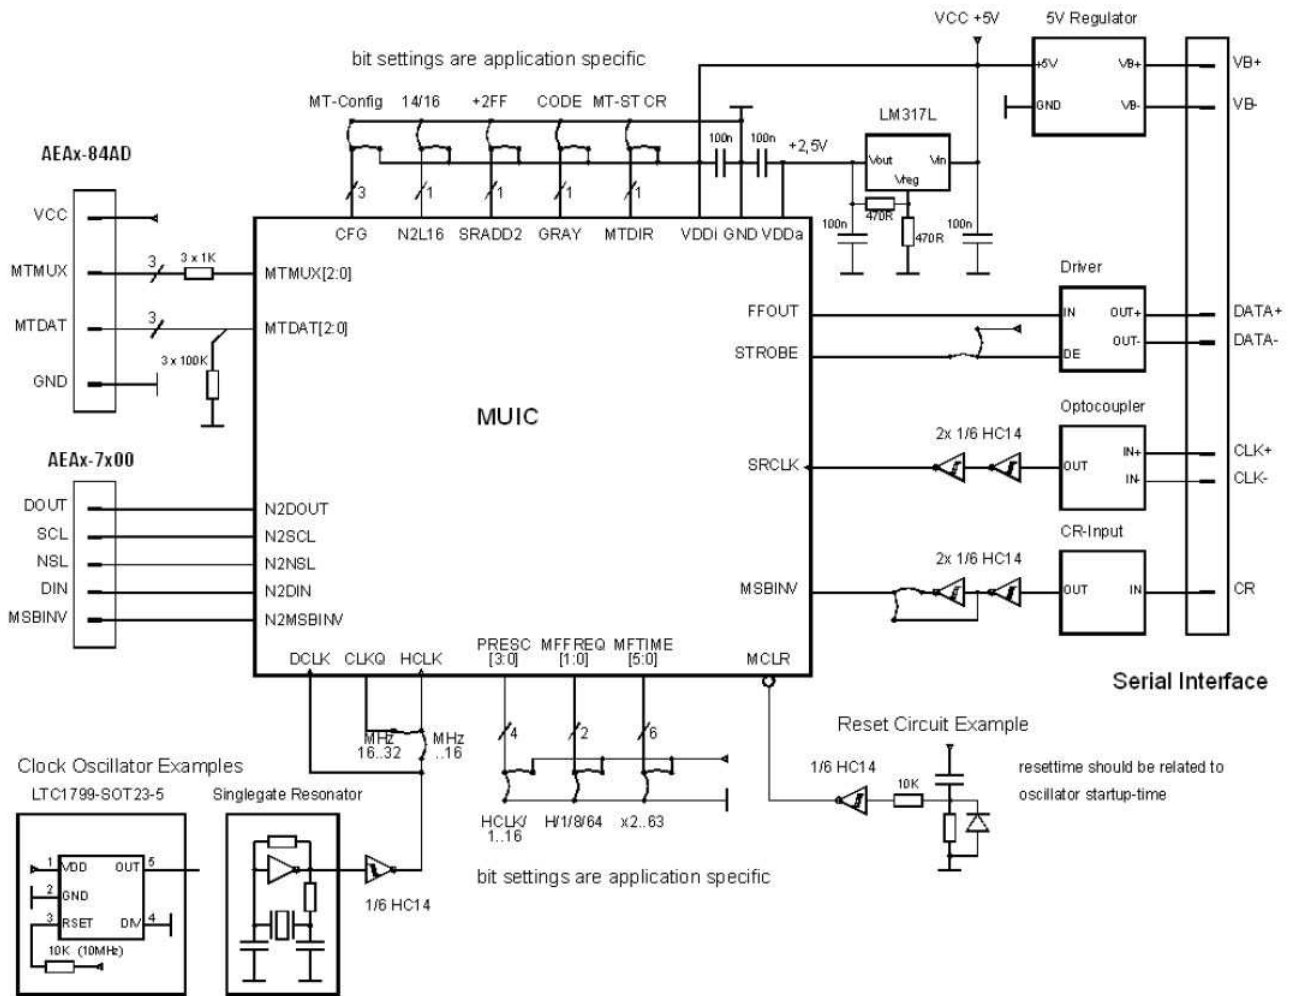 VCC +5V
5V Regulator
bit settings are application specific
+5V
VB+
VB+
MT-Config
14/16
+2FF
CODE
MT-ST CR
GND
VB-
VB-
LM317L
100n
100n
+2,5V
AEAx-84AD
Vout
Vin
Vreg
3
1
1
1
1
470R
VCC
100n
470R
100n
CFG
N2L16
SRADD2
GRAY
MTDIR
VDDi
GND
VDDa
MTMUX
3
3 x 1K
MTMUX[2:0]
Driver
FFOUT
IN
OUT+
DATA+
MTDAT
3
MTDAT[2:0]
OUT-
DATA-
STROBE
DE
3 x 100K
GND
MUIC
Optocoupler
2x 1/6 HC14
AEAx-7x00
IN+
CLK+
SRCLK
OUT
IN-
CLK-
DOUT
N2DOUT
SCL
N2SCL
CR-Input
NSL
N2NSL
2x 1/6 HC14
DIN
N2DIN
MSBINV
OUT
IN
CR
MSBINV
N2MSBINV
DCLK
CLKQ
HCLK
PRESC
[3:0]
MFFREQ
[1:0]
MFTIME
[5:0]
MCLR
Serial Interface
4
2
6
Reset Circuit Example
MHz
16..32
MHz
..16
Clock Oscillator Examples
1/6 HC14
10K
resettime should be related to
oscillator startup-time
LTC1799-SOT23-5
Singlegate Resonator
HCLK/
1..16
H/1/8/64
x2..63
1
VDD
OUT
5
bit settings are application specific
2
GND
1/6 HC14
3
RSET
DIV
4
10K (10MHz)